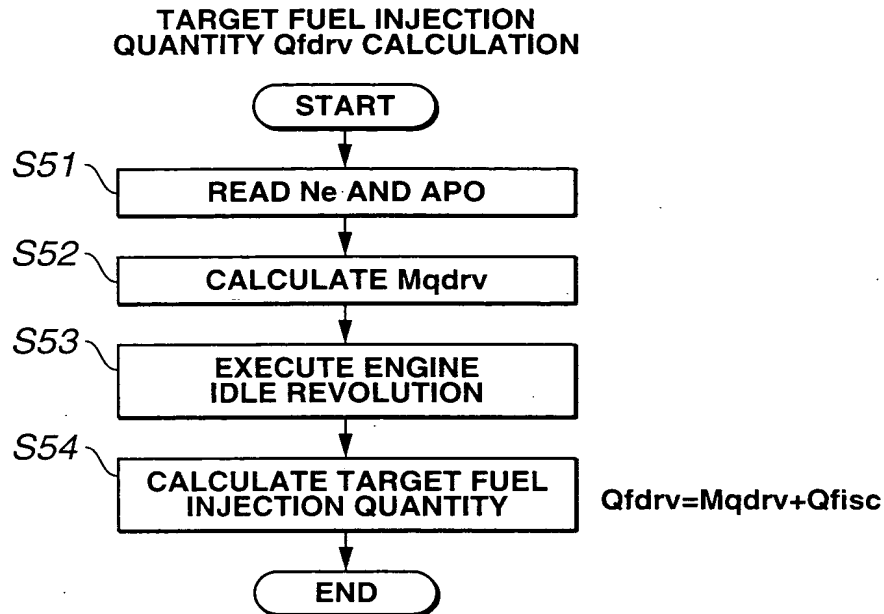 TARGET FUEL INJECTION
QUANTITY Qfdrv CALCULATION
START
S51
READ Ne AND APO
S52
CALCULATE Mqdrv
S53
EXECUTE ENGINE
IDLE REVOLUTION
S54
CALCULATE TARGET FUEL
INJECTION QUANTITY
Qfdrv=Mqdrv+Qfisc
END